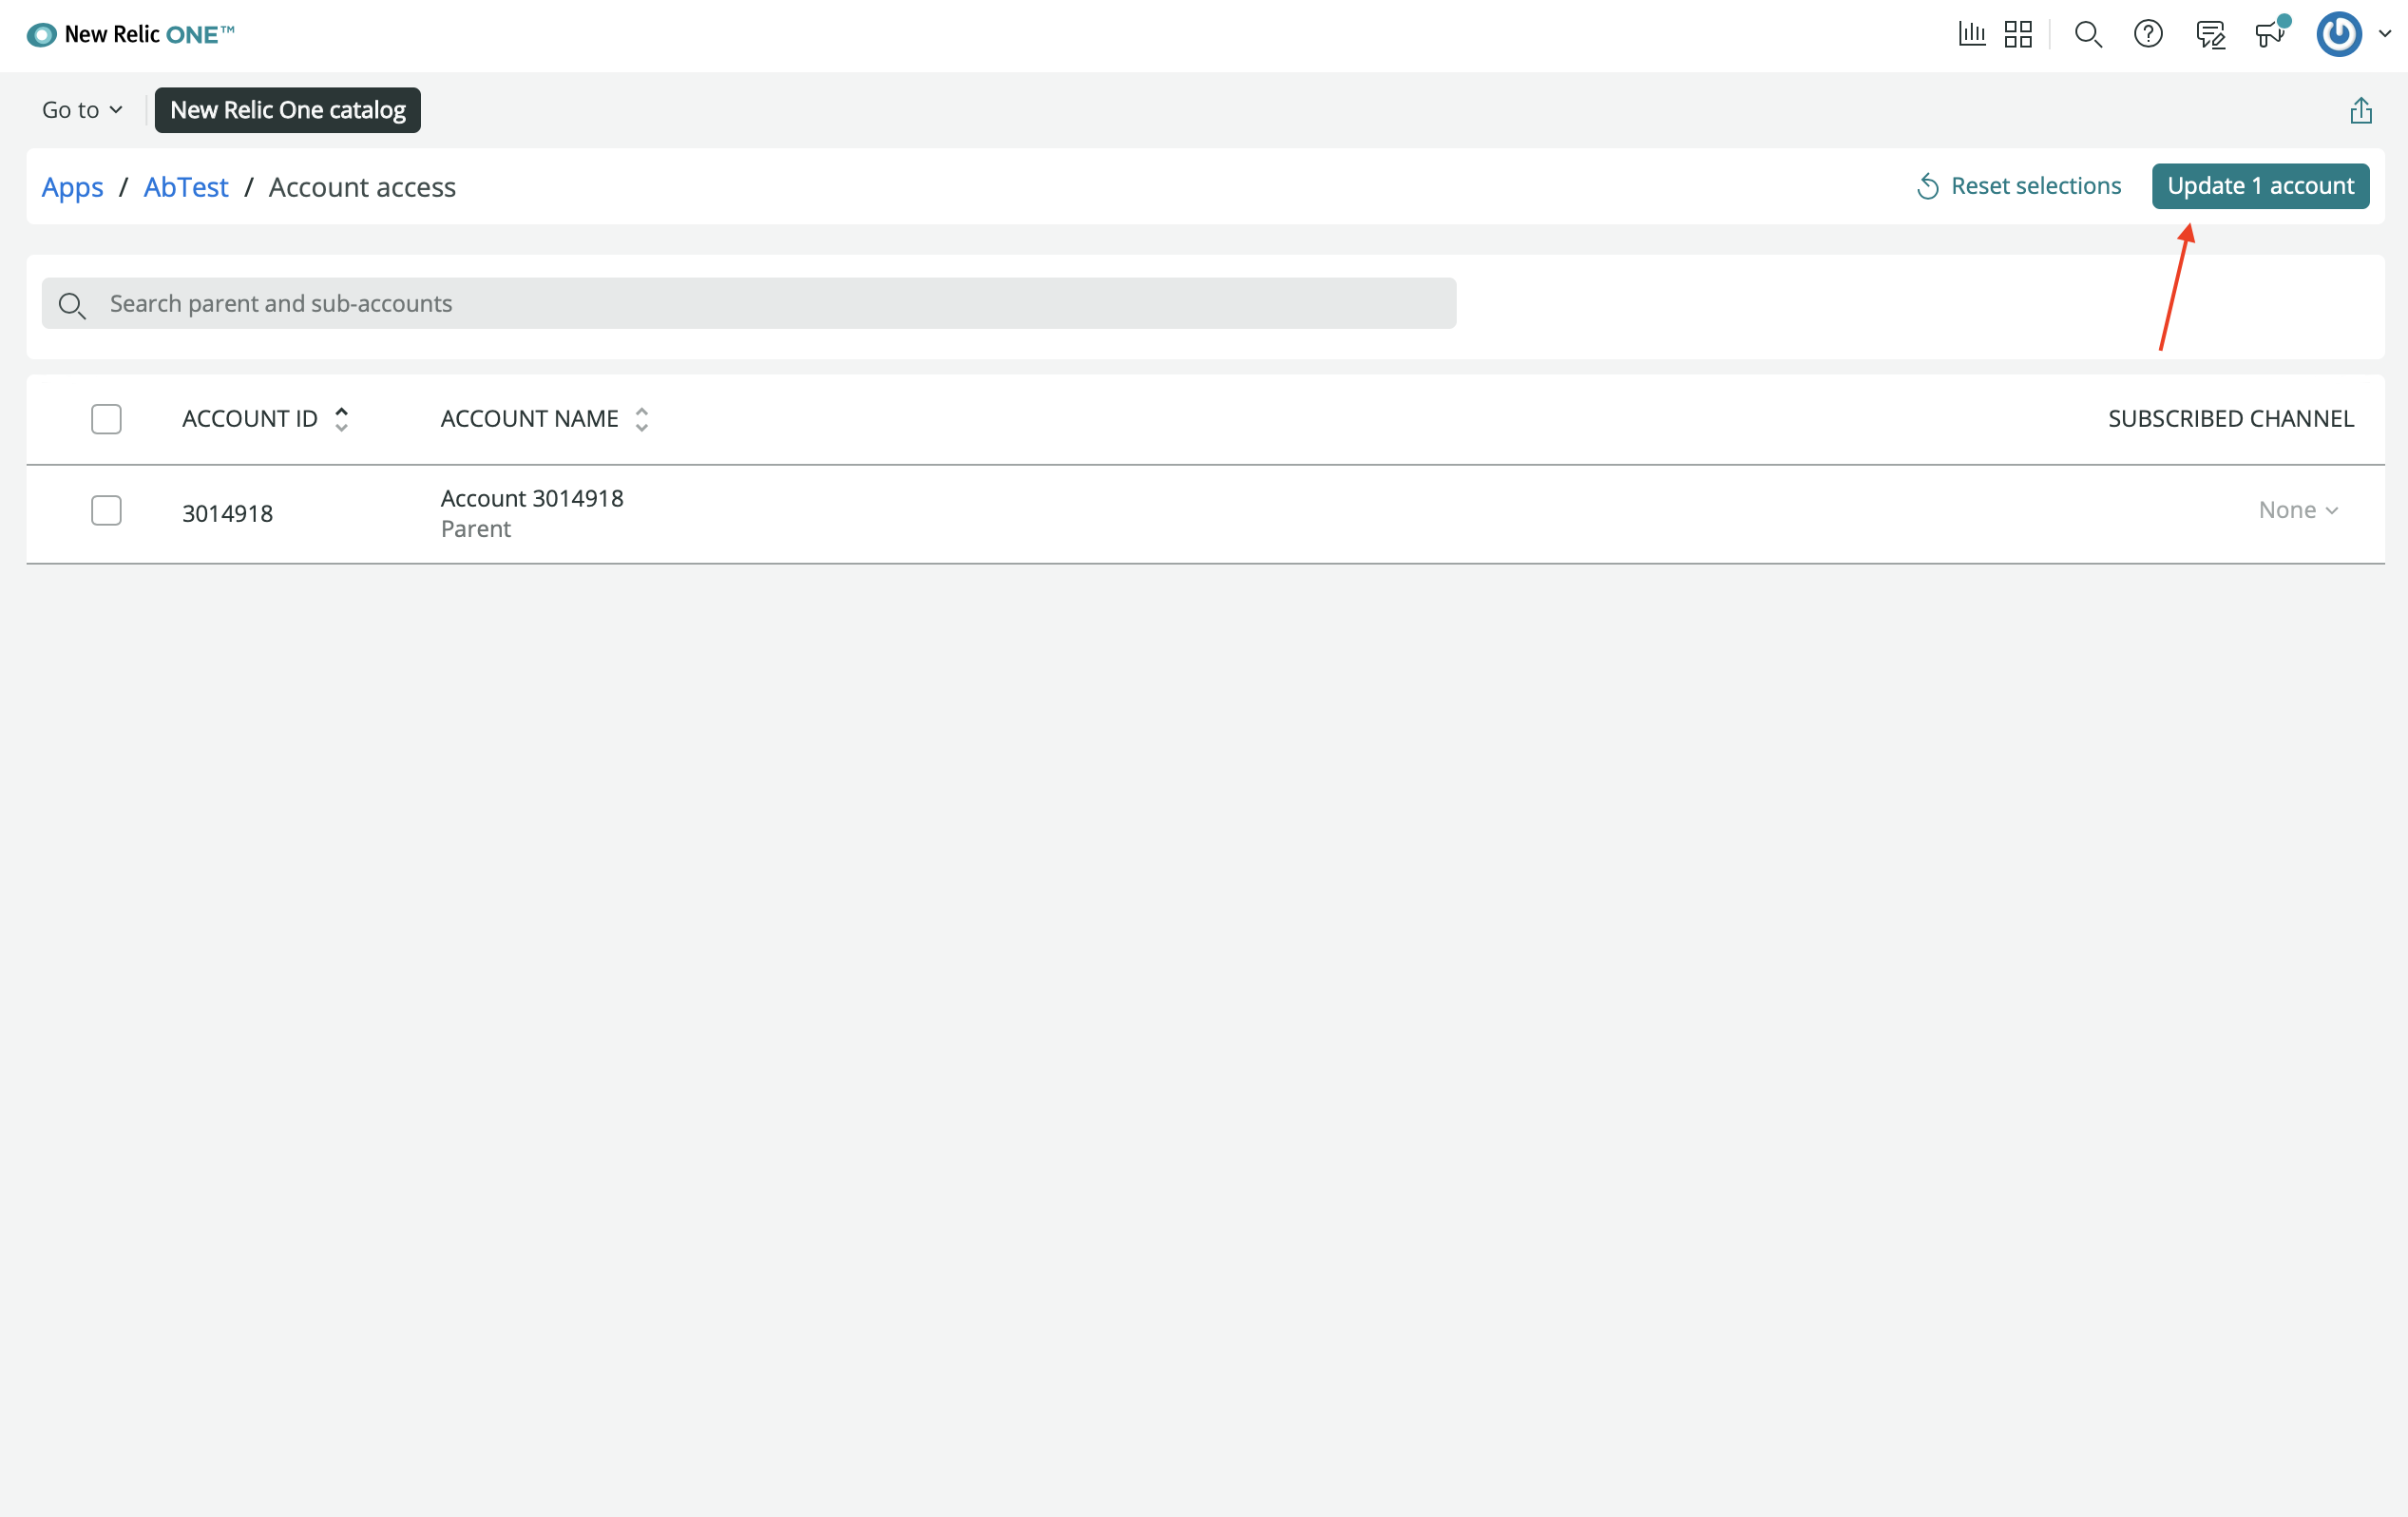 New Relic ONE™
Go to
New Relic One catalog
Apps / AbTest / Account access
Reset selections
Update 1 account
Search parent and sub-accounts
ACCOUNT ID
ACCOUNT NAME
SUBSCRIBED CHANNEL
3014918
Account 3014918
Parent
None